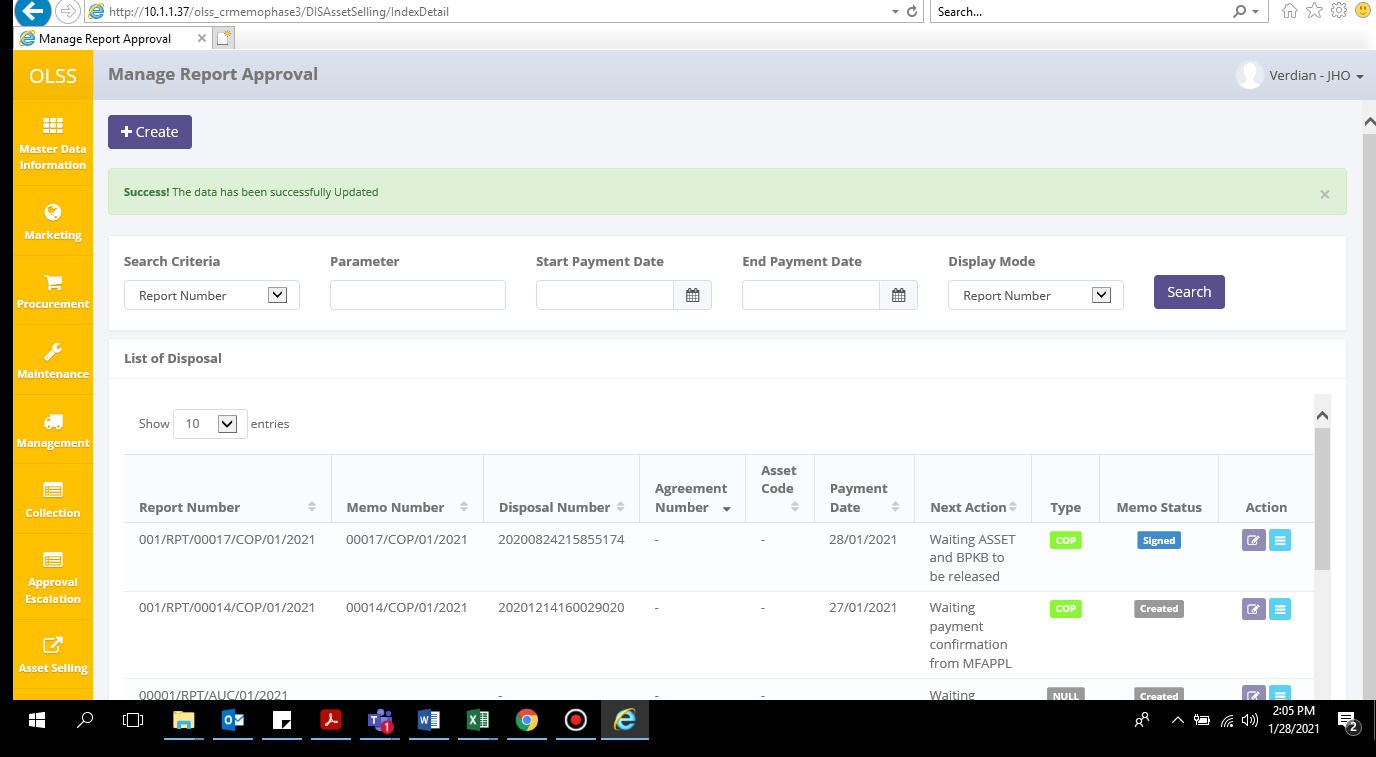 http://10.1.1.37/olss_crmemophase3/DISAssetSelling/IndexDetail
Search...
Manage Report Approval
OLSS
Manage Report Approval
Verdian - JHO
Create
Master Data
Information
Success! The data has been successfully Updated
×
Marketing
Search Criteria
Parameter
Start Payment Date
End Payment Date
Display Mode
Report Number
Report Number
Search
Procurement
List of Disposal
Maintenance
Show 10 entries
Management
Report Number
Memo Number
Disposal Number
Agreement
Number
Asset
Code
Payment
Date
Next Action
Type
Memo Status
Action
Collection
001/RPT/00017/COP/01/2021
00017/COP/01/2021
20200824215855174
-
-
28/01/2021
Waiting ASSET
and BPKB to
be released
COP
Signed
Approval
Escalation
001/RPT/00014/COP/01/2021
00014/COP/01/2021
20201214160029020
-
-
27/01/2021
Waiting
payment
confirmation
from MFAPPL
COP
Created
Asset Selling
00001/RPT/AUC/01/2021
-
-
-
Waiting
NULL
Created
1
2:05 PM
1/28/2021
2